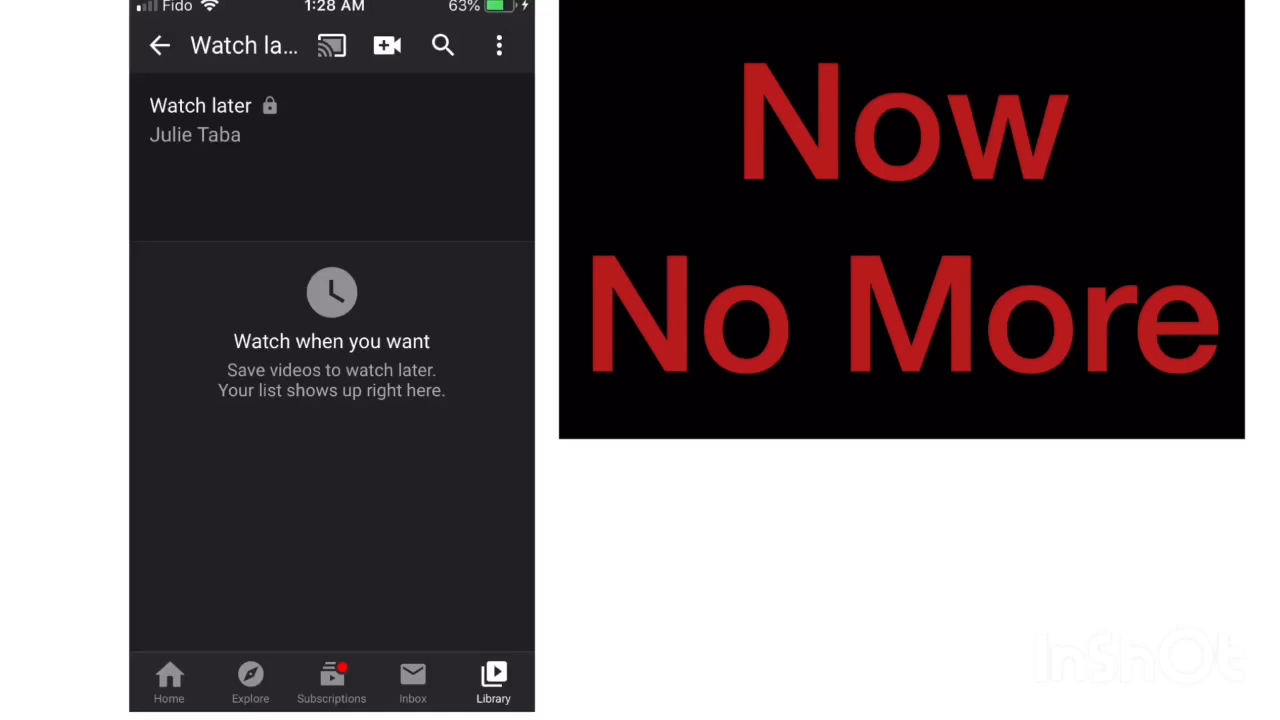 Fido 1:28 AM 63%
Watch la...
Watch later
Julie Taba
Watch when you want
Save videos to watch later.
Your list shows up right here.
Home Explore Subscriptions Inbox Library
Now
No More
InShOt